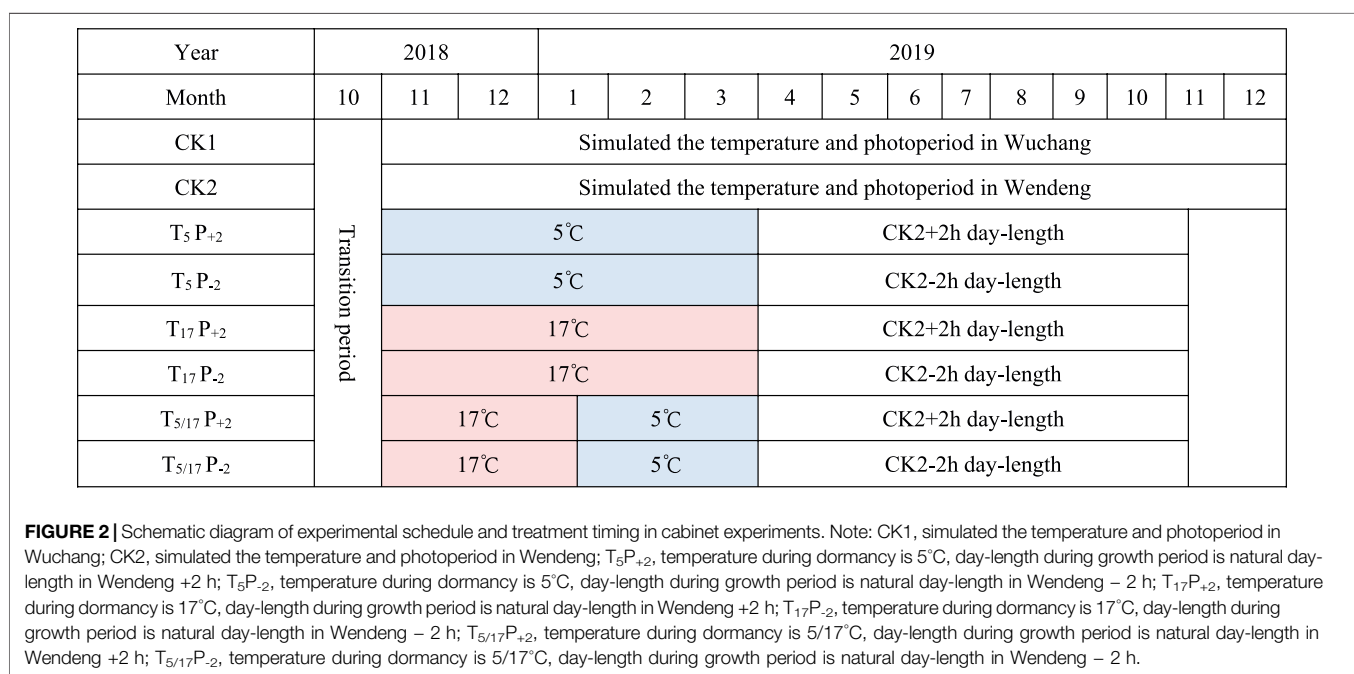 Year 2018 2019
Month 10 11 12 1 2 3 4 5 6 7 8 9 10 11 12
CK1 Simulated the temperature and photoperiod in Wuchang
CK2 Simulated the temperature and photoperiod in Wendeng
Transition period
T5 P+2 5℃ CK2+2h day-length
T5 P-2 5℃ CK2-2h day-length
T17 P+2 17℃ CK2+2h day-length
T17 P-2 17℃ CK2-2h day-length
T5/17 P+2 17℃ 5℃ CK2+2h day-length
T5/17 P-2 17℃ 5℃ CK2-2h day-length
FIGURE 2 | Schematic diagram of experimental schedule and treatment timing in cabinet experiments. Note: CK1, simulated the temperature and photoperiod in
Wuchang; CK2, simulated the temperature and photoperiod in Wendeng; T5P+2, temperature during dormancy is 5°C, day-length during growth period is natural day-
length in Wendeng +2 h; T5P-2, temperature during dormancy is 5°C, day-length during growth period is natural day-length in Wendeng − 2 h; T17P+2, temperature
during dormancy is 17°C, day-length during growth period is natural day-length in Wendeng +2 h; T17P-2, temperature during dormancy is 17°C, day-length during
growth period is natural day-length in Wendeng − 2 h; T5/17P+2, temperature during dormancy is 5/17°C, day-length during growth period is natural day-length in
Wendeng +2 h; T5/17P-2, temperature during dormancy is 5/17°C, day-length during growth period is natural day-length in Wendeng − 2 h.